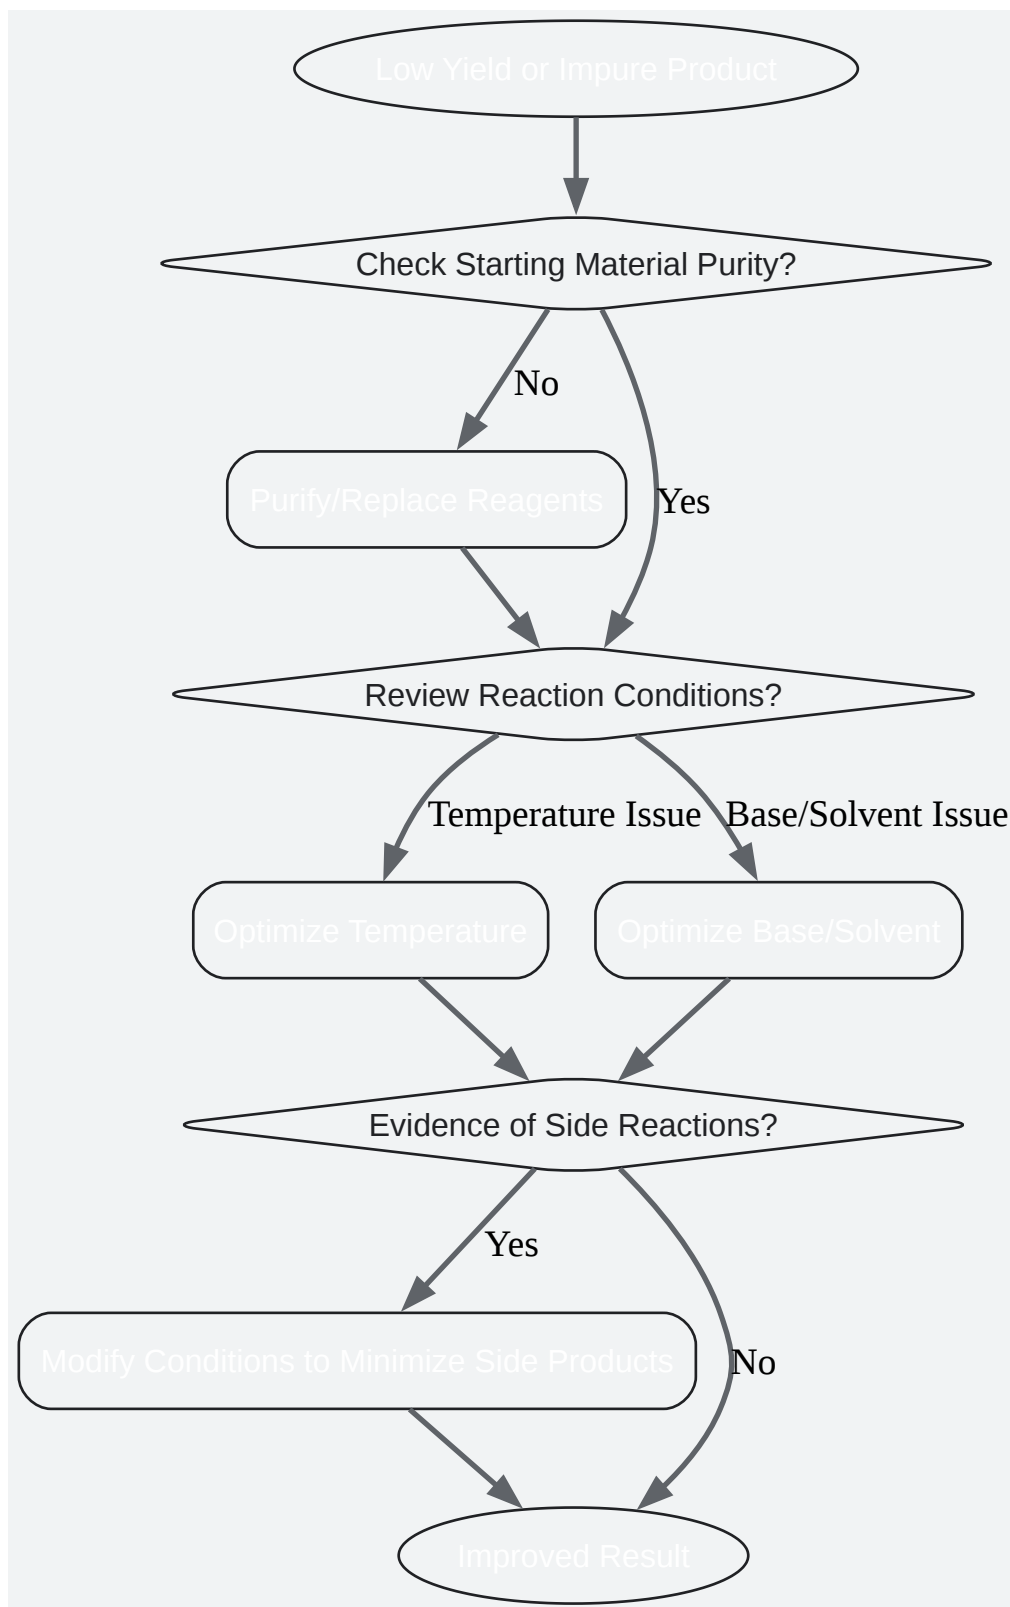 Low Yield or Impure Product
Check Starting Material Purity?
No
Purify/Replace Reagents
Yes
Review Reaction Conditions?
Temperature Issue
Base/Solvent Issue
Optimize Temperature
Optimize Base/Solvent
Evidence of Side Reactions?
Yes
Modify Conditions to Minimize Side Products
No
Improved Result